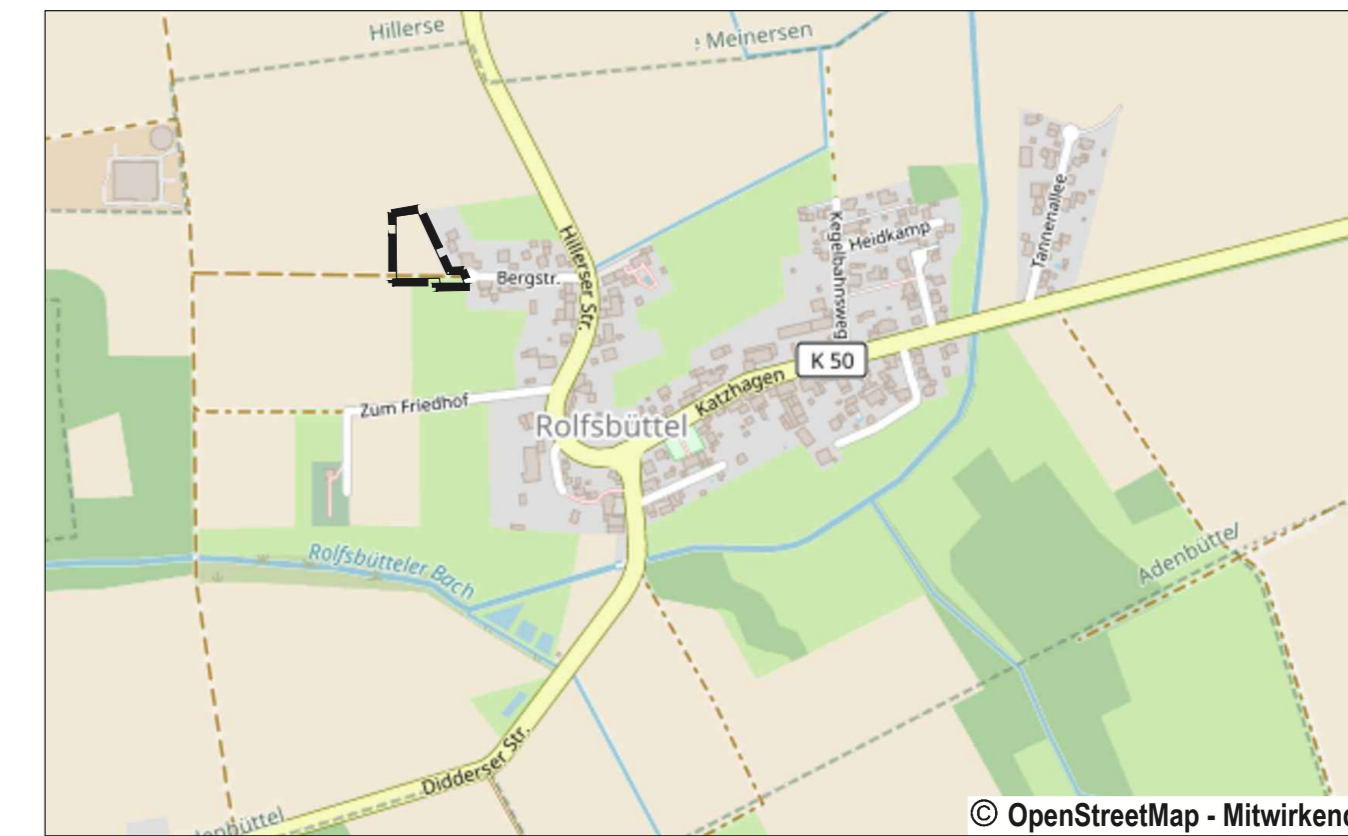 Hillerse
Meinersen
Tannenallee
Kegelbahnsweg
Heidkamp
Hillerser Str.
Bergstr.
K 50
Katzhagen
Zum Friedhof
Rolfsbüttel
Adenbüttel
Rolfsbütteler Bach
Didderser Str.
© OpenStreetMap - Mitwirkend